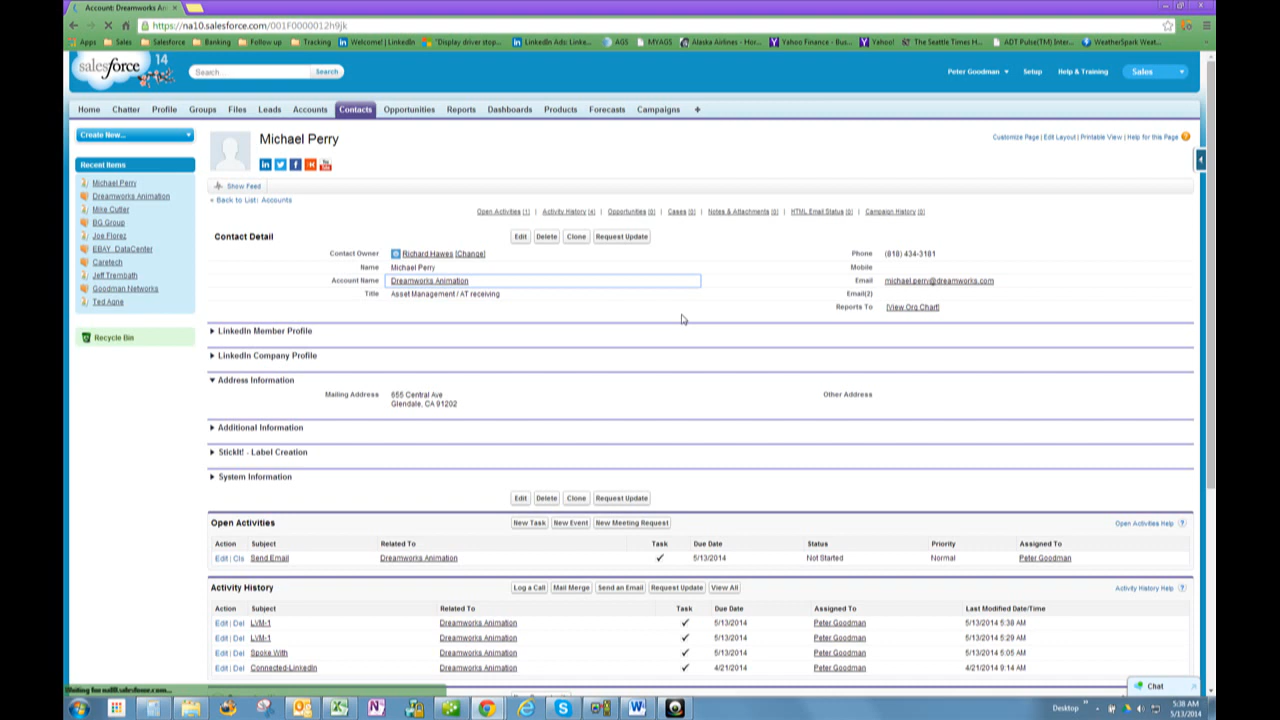 Account: Dreamworks An
https://na10.salesforce.com/001F0000012h9jk
Apps Sales Salesforce Banking Follow up Tracking Welcome! | LinkedIn "Display driver stop... LinkedIn Ads: Linke... AGS MYAGS Alaska Airlines - Hor... Yahoo Finance - Bus... Yahoo! The Seattle Times H... ADT Pulse(TM) Inter... WeatherSpark Weat...
salesforce 14 Search... Search Peter Goodman Setup Help & Training Sales
Home Chatter Profile Groups Files Leads Accounts Contacts Opportunities Reports Dashboards Products Forecasts Campaigns +
Create New...
Michael Perry
Customize Page | Edit Layout | Printable View | Help for this Page ?
Recent Items
Michael Perry
Dreamworks Animation
Mike Cutter
BG Group
Joe Florez
EBAY_DataCenter
Caretech
Jeff Trembath
Goodman Networks
Ted Agne
Recycle Bin
in
You Tube
Show Feed
« Back to List: Accounts
Open Activities [1] | Activity History [4] | Opportunities [0] | Cases [0] | Notes & Attachments [0] | HTML Email Status [0] | Campaign History [0]
Contact Detail Edit Delete Clone Request Update
Contact Owner Richard Hawes [Change] Phone (818) 434-3181
Name Michael Perry Mobile
Account Name Dreamworks Animation Email michael.perry@dreamworks.com
Title Asset Management / AT receiving Email(2)
Reports To [View Org Chart]
LinkedIn Member Profile
LinkedIn Company Profile
Address Information
Mailing Address 655 Central Ave Other Address
Glendale, CA 91202
Additional Information
StickIt! - Label Creation
System Information
Edit Delete Clone Request Update
Open Activities New Task New Event New Meeting Request Open Activities Help ?
Action Subject Related To Task Due Date Status Priority Assigned To
Edit | Cls Send Email Dreamworks Animation ✓ 5/13/2014 Not Started Normal Peter Goodman
Activity History Log a Call Mail Merge Send an Email Request Update View All Activity History Help ?
Action Subject Related To Task Due Date Assigned To Last Modified Date/Time
Edit | Del LVM-1 Dreamworks Animation ✓ 5/13/2014 Peter Goodman 5/13/2014 5:38 AM
Edit | Del LVM-1 Dreamworks Animation ✓ 5/13/2014 Peter Goodman 5/13/2014 5:29 AM
Edit | Del Spoke With Dreamworks Animation ✓ 5/13/2014 Peter Goodman 5/13/2014 5:05 AM
Edit | Del Connected-LinkedIn Dreamworks Animation ✓ 4/21/2014 Peter Goodman 4/21/2014 9:14 AM
Chat
Waiting for na10.salesforce.com...
Desktop 5:38 AM
5/13/2014